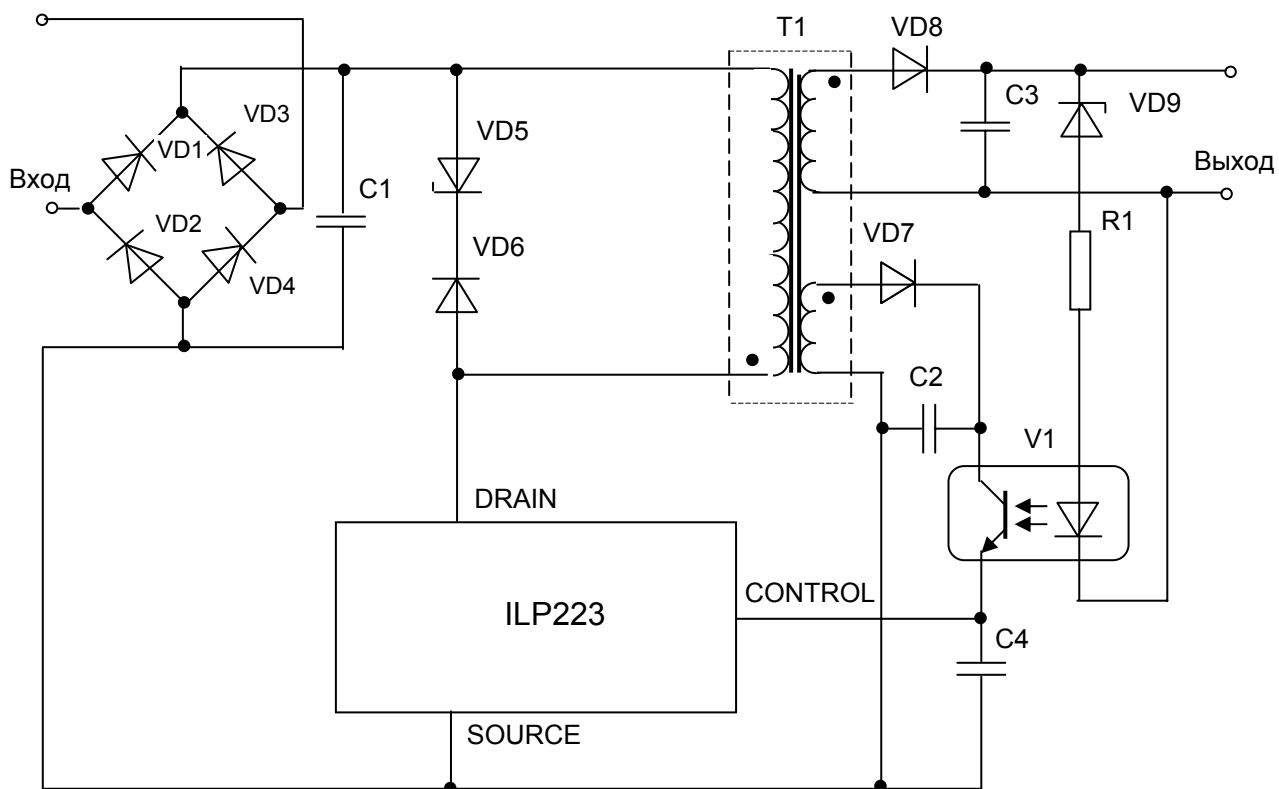 T1
VD8
VD3
C3
VD9
VD1
VD5
Вход
C1
Выход
VD2
R1
VD7
VD6
VD4
C2
V1
DRAIN
CONTROL
ILP223
C4
SOURCE